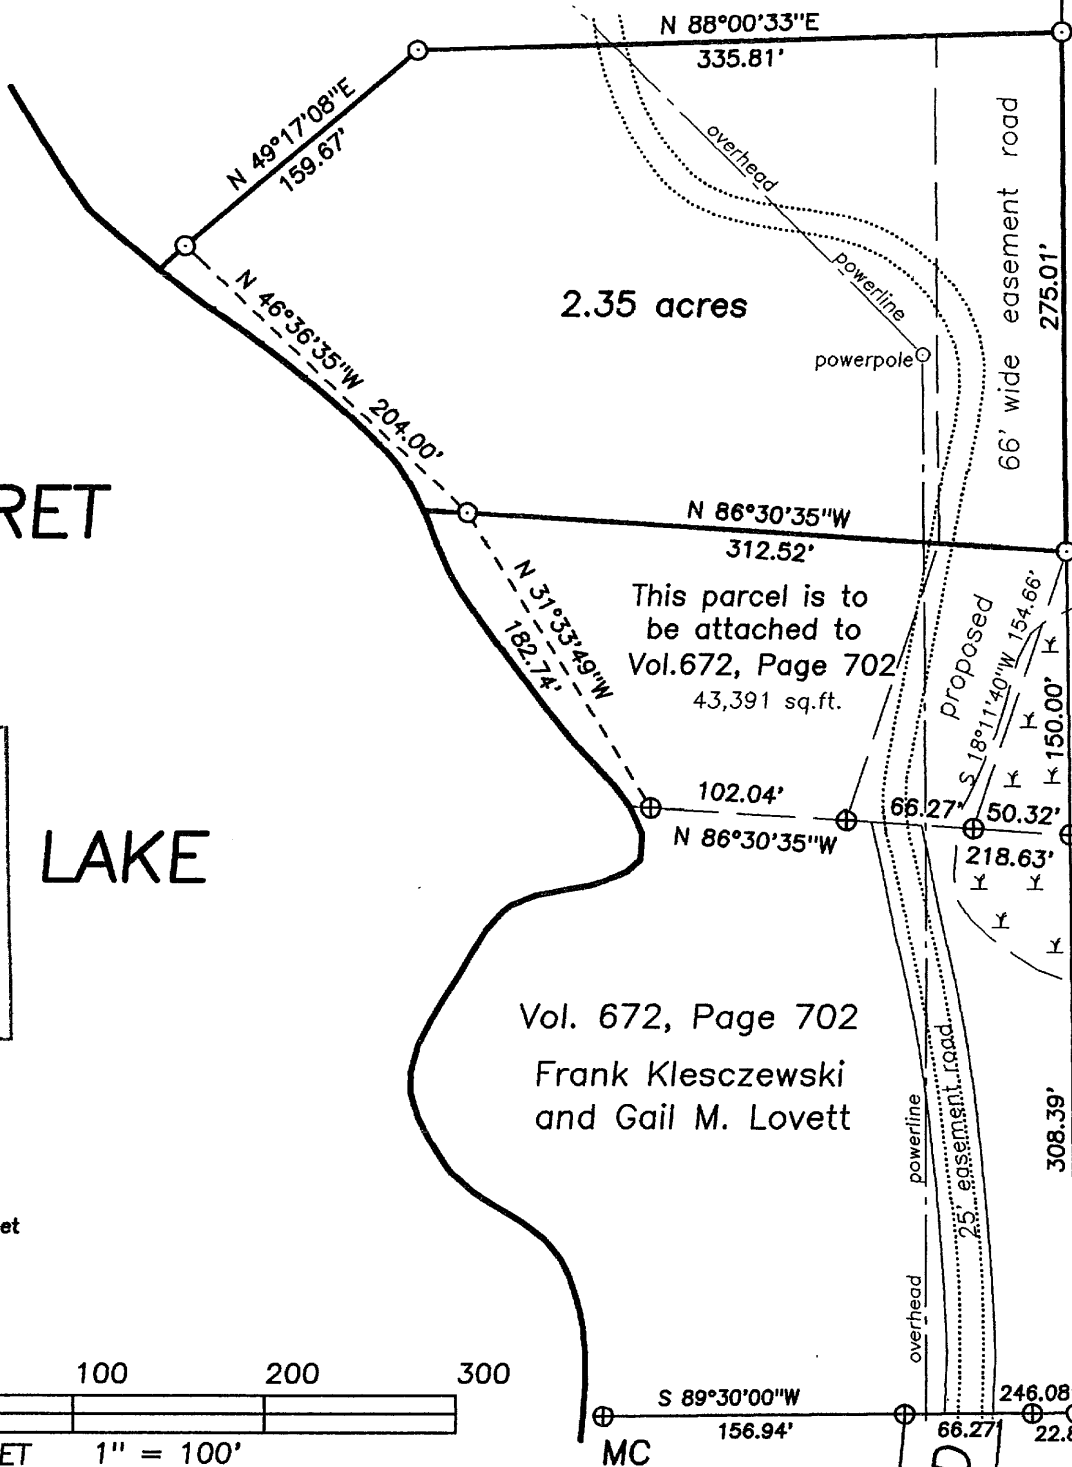 N 88°00'33"E
335.81'
N 49°17'08"E
159.67'
overhead
powerline
66' wide easement road
275.01'
N 46°36'35"W 204.00'
2.35 acres
powerpole
RET
N 86°30'35"W
312.52'
N 31°33'49"W
182.74'
This parcel is to
be attached to
Vol.672, Page 702
43,391 sq.ft.
proposed
S 18°11'40"W 154.66'
150.00'
102.04'
66.27'
50.32'
N 86°30'35"W
218.63'
LAKE
Vol. 672, Page 702
Frank Klesczewski
and Gail M. Lovett
powerline
25' easement road
308.39'
et
overhead
100 200 300
ET 1" = 100'
S 89°30'00"W
156.94'
246.08
66.27'
22.8
MC